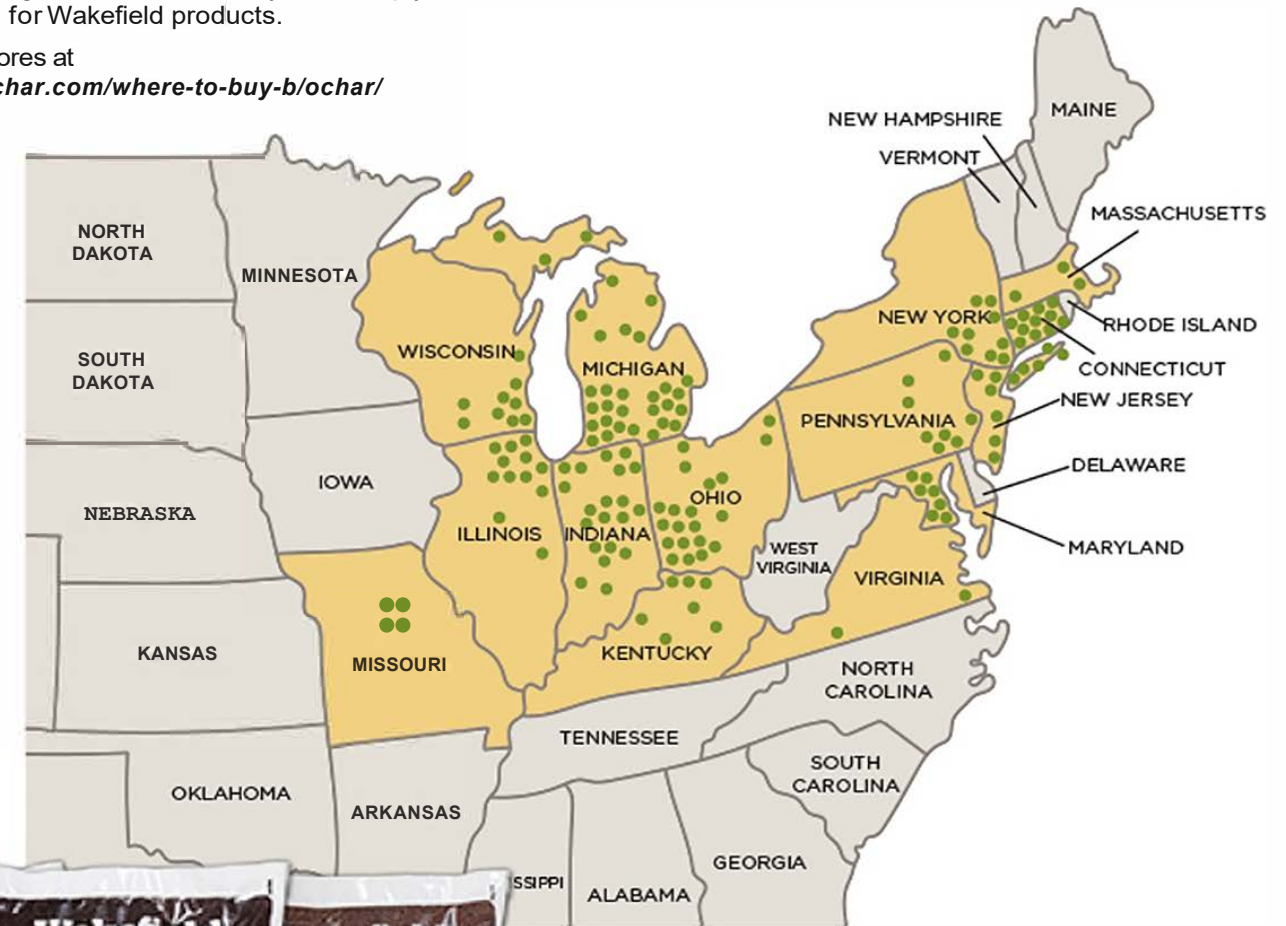 for Wakefield products.
ores at
char.com/where-to-buy-b/ochar/
MAINE
NEW HAMPSHIRE
VERMONT
MASSACHUSETTS
NORTH
DAKOTA
MINNESOTA
NEW YORK
RHODE ISLAND
WISCONSIN
SOUTH
DAKOTA
MICHIGAN
CONNECTICUT
NEW JERSEY
PENNSYLVANIA
DELAWARE
IOWA
OHIO
NEBRASKA
ILLINOIS
INDIANA
MARYLAND
WEST
VIRGINIA
VIRGINIA
KANSAS
MISSOURI
KENTUCKY
NORTH
CAROLINA
TENNESSEE
SOUTH
CAROLINA
OKLAHOMA
ARKANSAS
GEORGIA
SSIPPI
ALABAMA
Wakefield